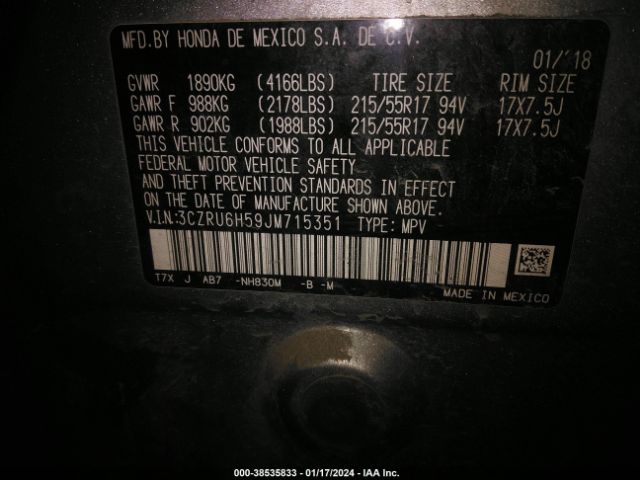 MFD.BY HONDA DE MEXICO S.A. DE C.V.
01/'18
GVWR 1890KG (4166LBS) TIRE SIZE RIM SIZE
GAWR F 988KG (2178LBS) 215/55R17 94V 17X7.5J
GAWR R 902KG (1988LBS) 215/55R17 94V 17X7.5J
THIS VEHICLE CONFORMS TO ALL APPLICABLE
FEDERAL MOTOR VEHICLE SAFETY
AND THEFT PREVENTION STANDARDS IN EFFECT
ON THE DATE OF MANUFACTURE SHOWN ABOVE.
V.I.N.:3CZRU6H59JM715351 TYPE: MPV
T7X J AB7 -NH830M -B -M
MADE IN MEXICO
000-38535833 - 01/17/2024 - IAA Inc.